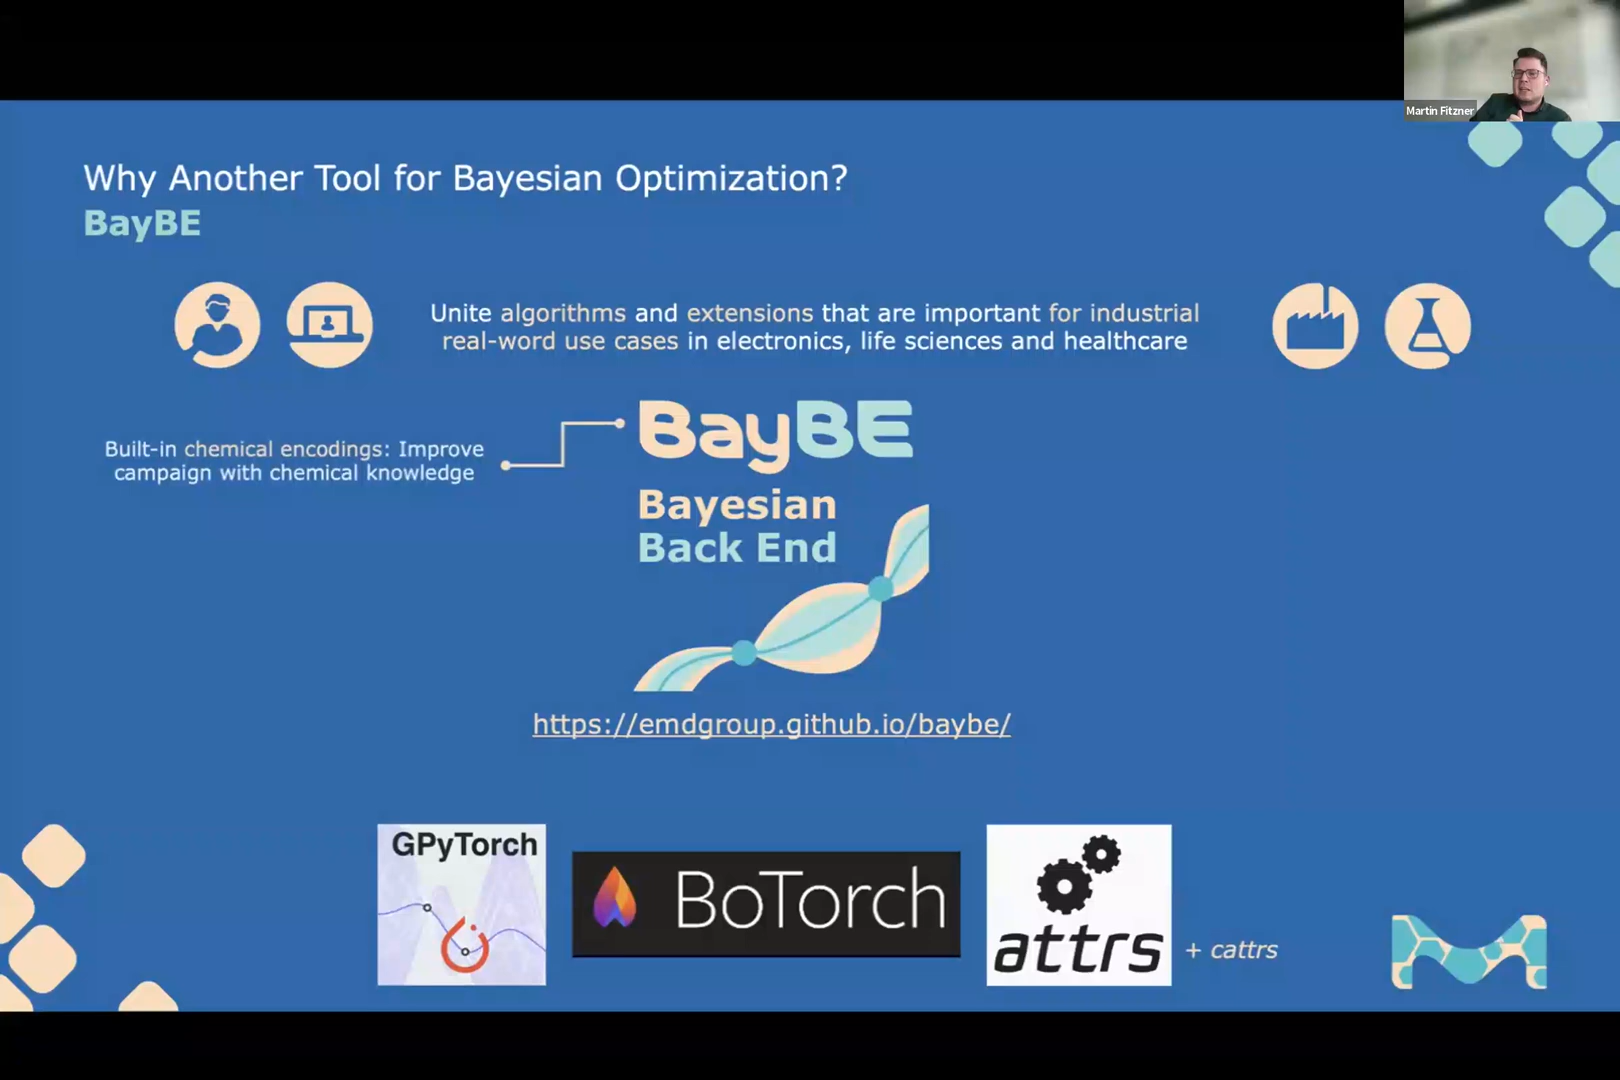 Martin Fitzner
Why Another Tool for Bayesian Optimization?
BayBE
Unite algorithms and extensions that are important for industrial
real-word use cases in electronics, life sciences and healthcare
Built-in chemical encodings: Improve
campaign with chemical knowledge
BayBE
Bayesian
Back End
https://emdgroup.github.io/baybe/
GPyTorch
BoTorch
attrs
+ cattrs